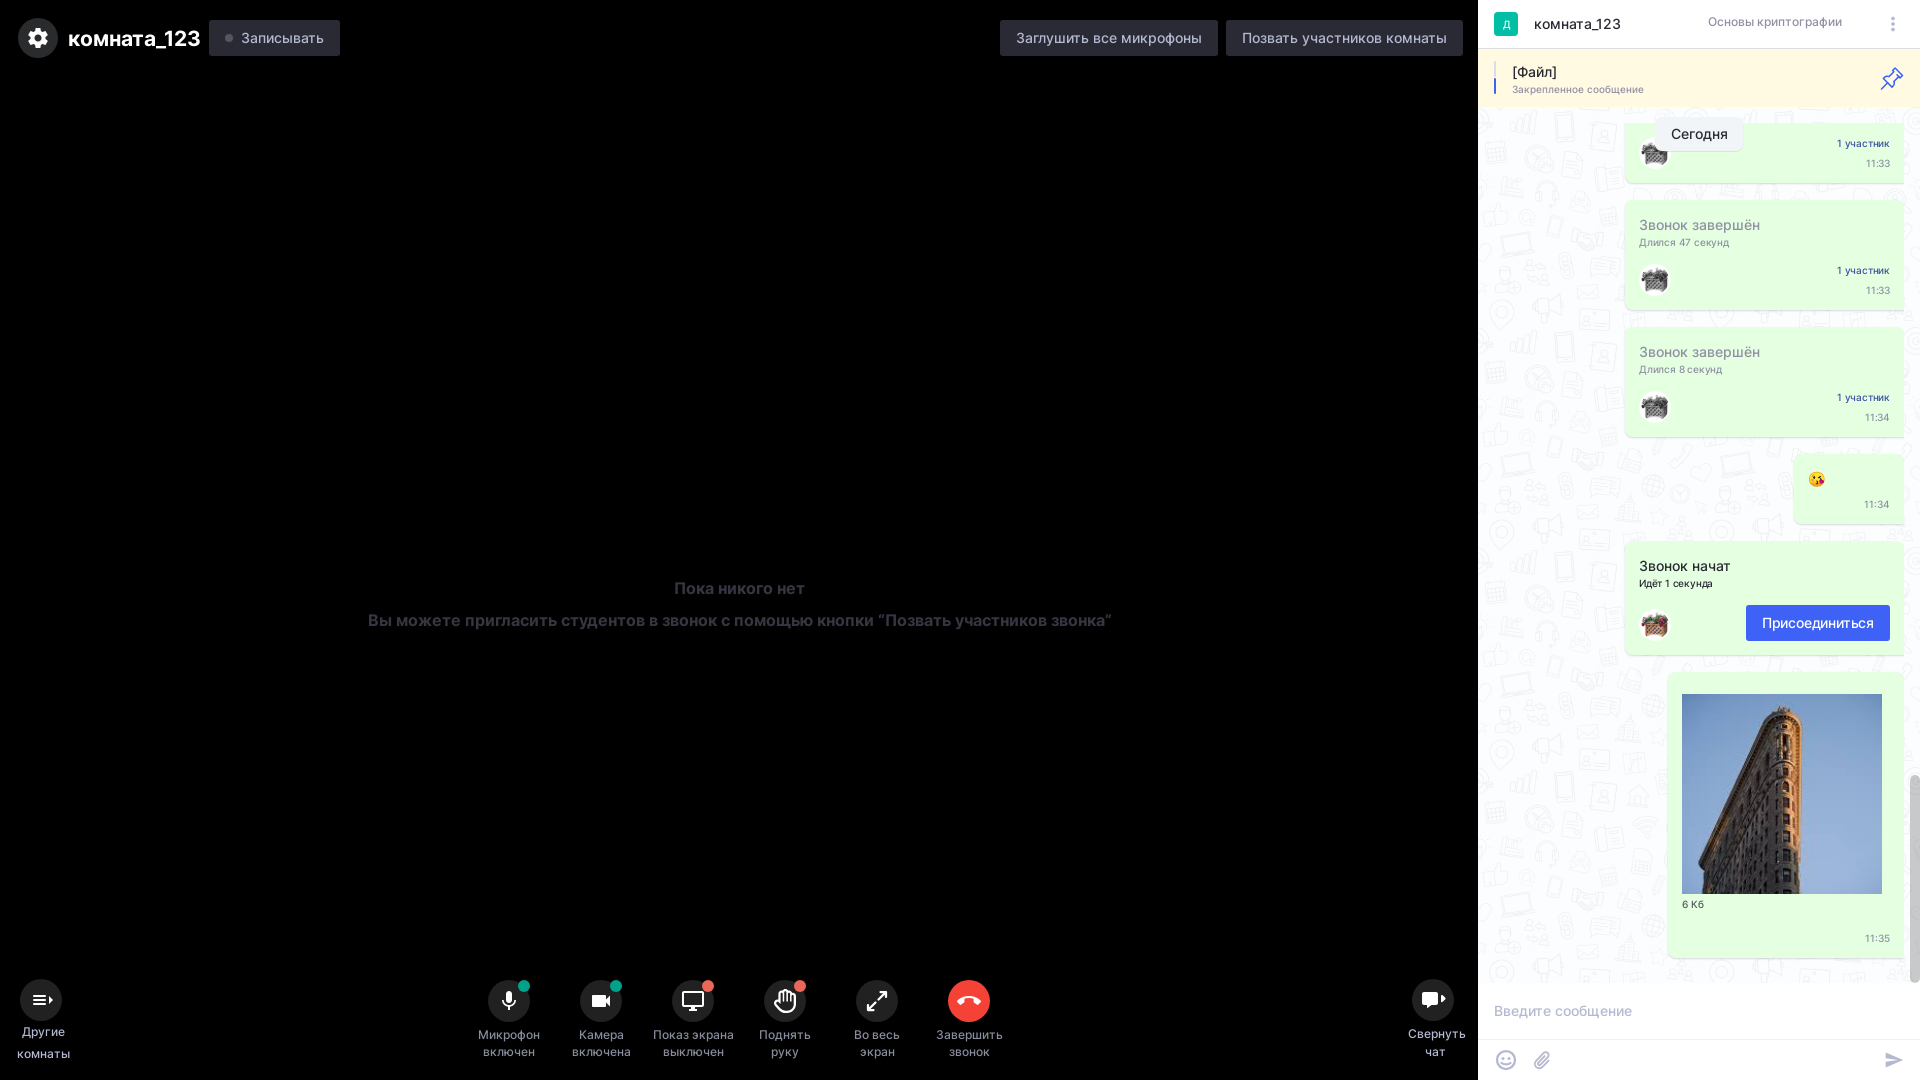 комната_123
Записывать
Заглушить все микрофоны
Позвать участников комнаты
Пока никого нет
Вы можете пригласить студентов в звонок с помощью кнопки “Позвать участников звонка”
Другие
комнаты
Микрофон
включен
Камера
включена
Показ экрана
выключен
Поднять
руку
Во весь
экран
Завершить
звонок
Свернуть
чат
Д
комната_123
Основы криптографии
[Файл]
Закрепленное сообщение
Сегодня
1 участник
11:33
Звонок завершён
Длился 47 секунд
1 участник
11:33
Звонок завершён
Длился 8 секунд
1 участник
11:34
11:34
Звонок начат
Идёт 1 секунда
Присоединиться
6 Кб
11:35
Введите сообщение